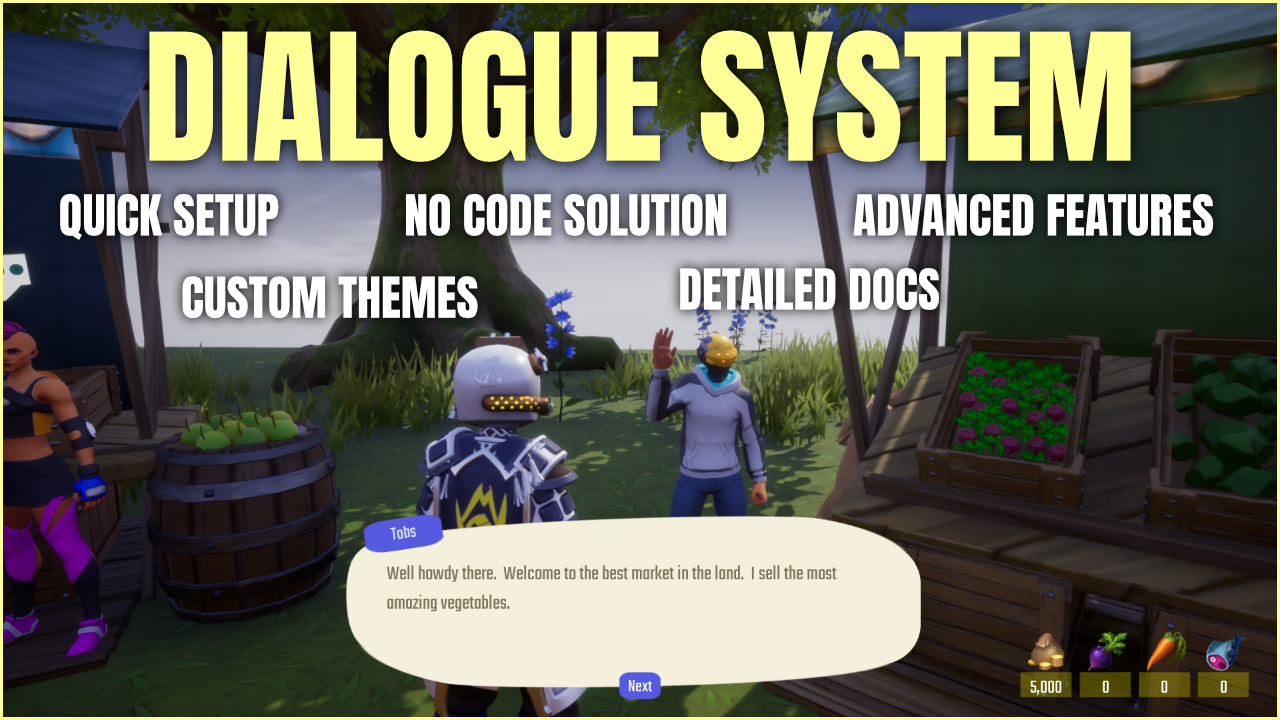 DIALOGUE SYSTEM
QUICK SETUP
NO CODE SOLUTION
ADVANCED FEATURES
CUSTOM THEMES
DETAILED DOCS
Tobs
Well howdy there. Welcome to the best market in the land. I sell the most
amazing vegetables.
Next
5,000
0
0
0